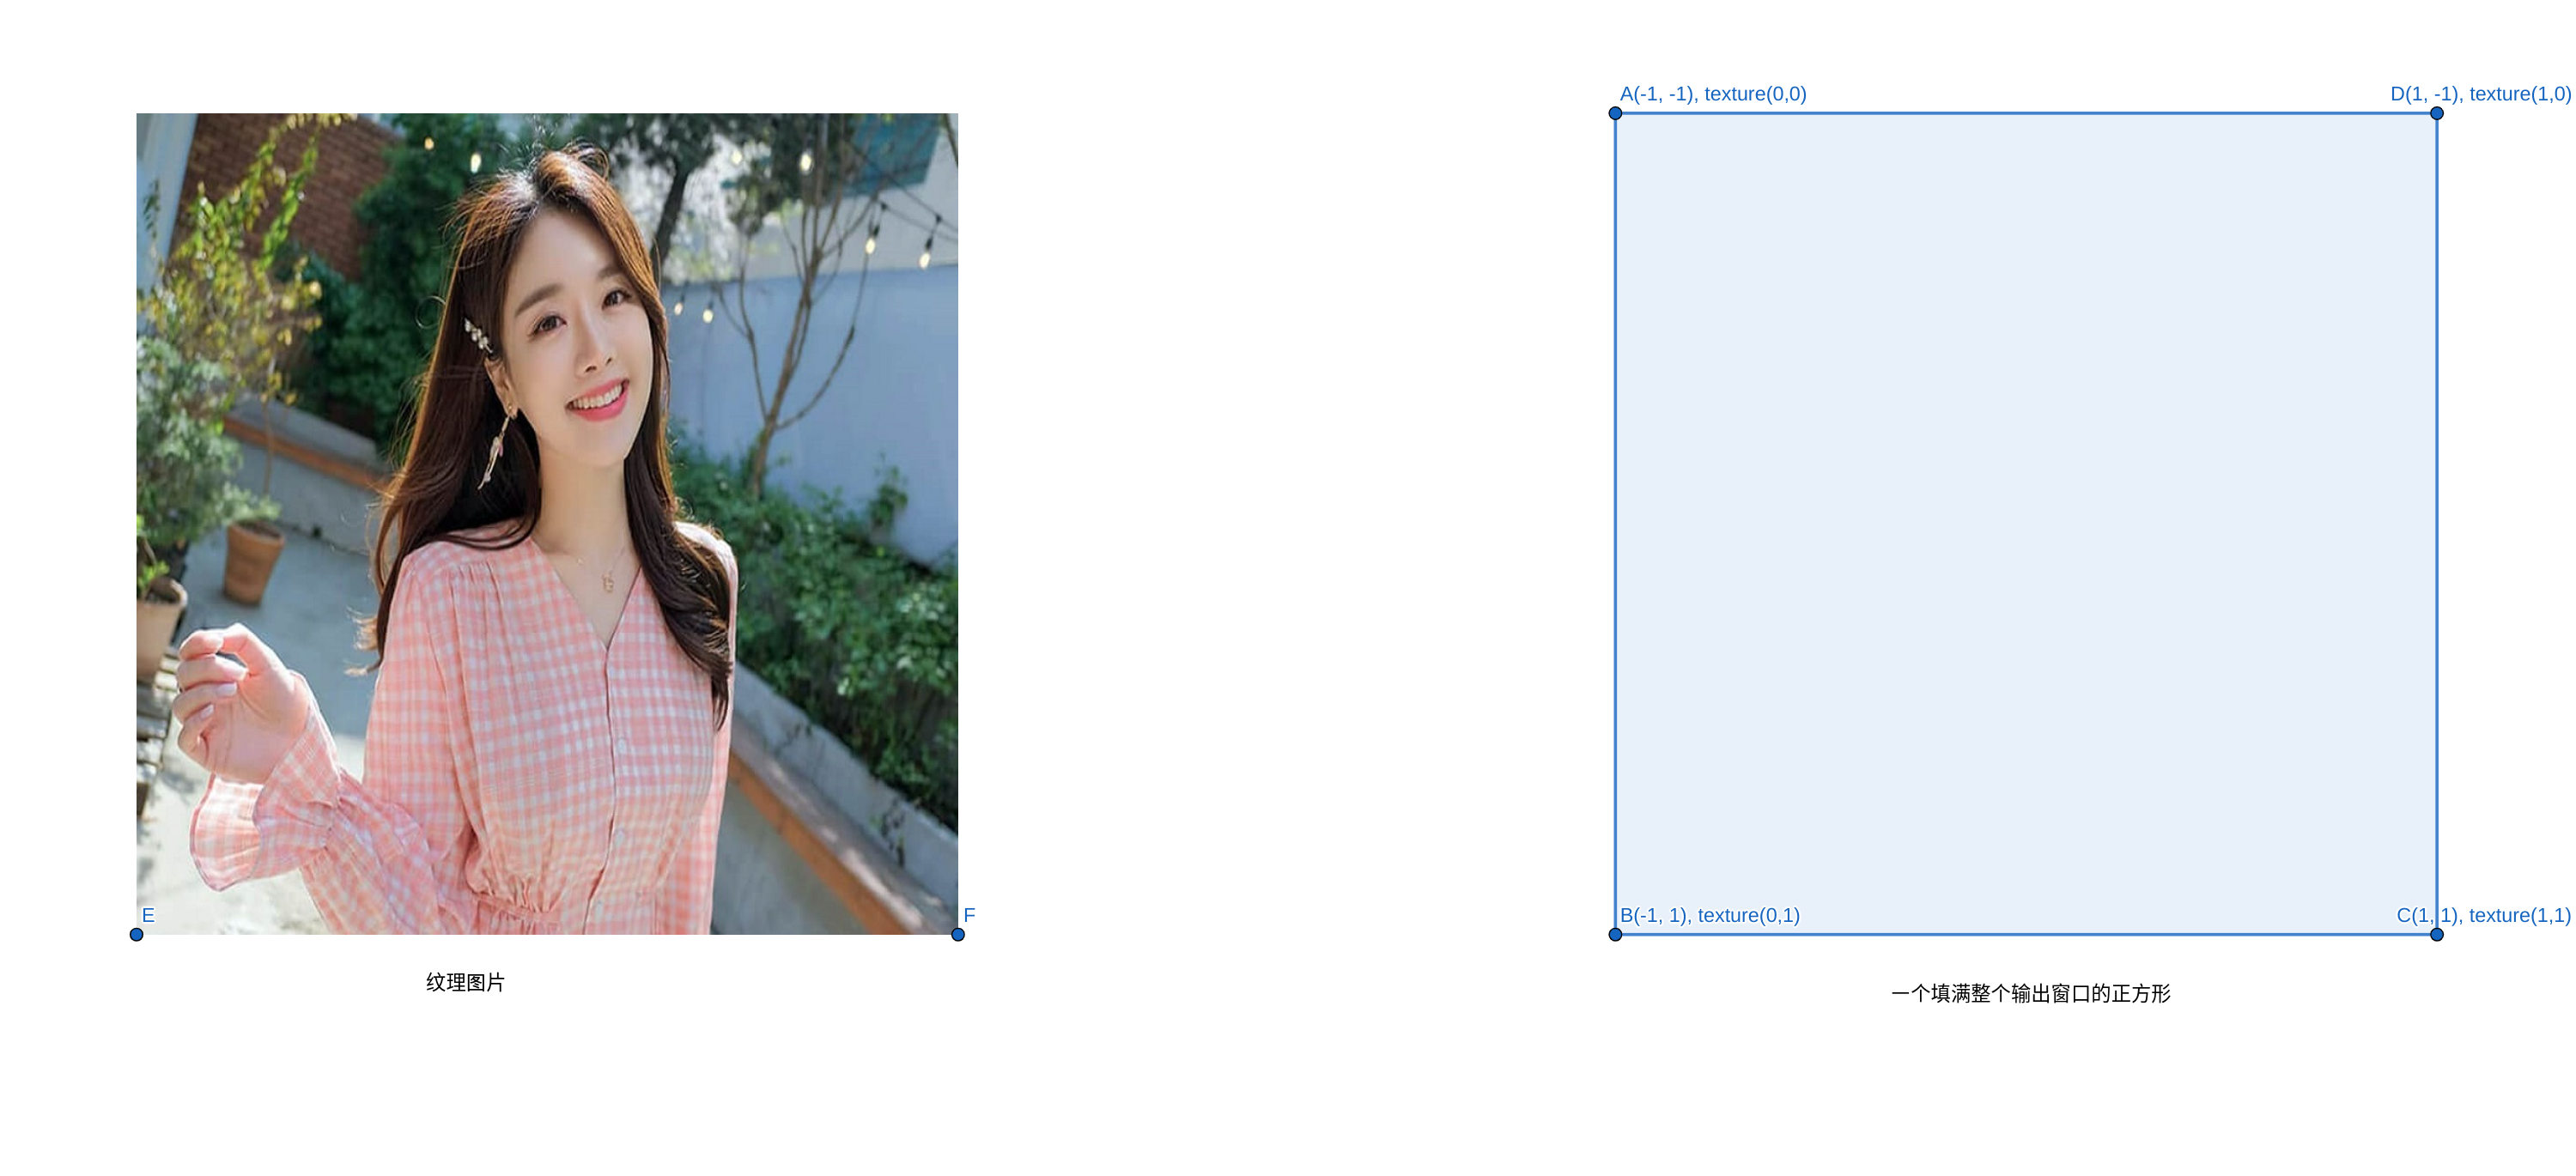 A(-1, -1), texture(0,0)
D(1, -1), texture(1,0)
E
F
B(-1, 1), texture(0,1)
C(1, 1), texture(1,1)
纹理图片
一个填满整个输出窗口的正方形